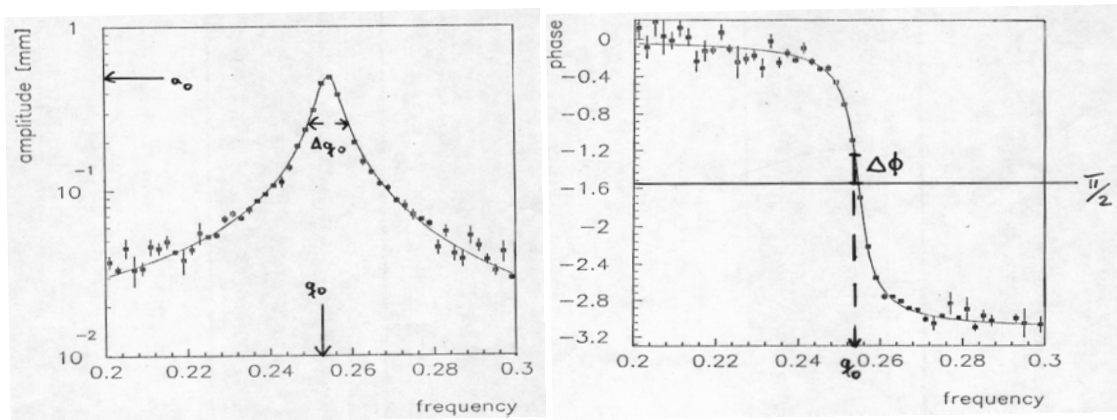 amplitude [mm]
1
10⁻¹
10⁻²
a₀
Δq₀
q₀
0.2
0.22
0.24
0.26
0.28
0.3
frequency
phase
0
−0.4
−0.8
−1.2
−1.6
−2
−2.4
−2.8
−3.2
Δϕ
π/2
0.2
0.22
0.24
0.26
0.28
0.3
q₀
frequency